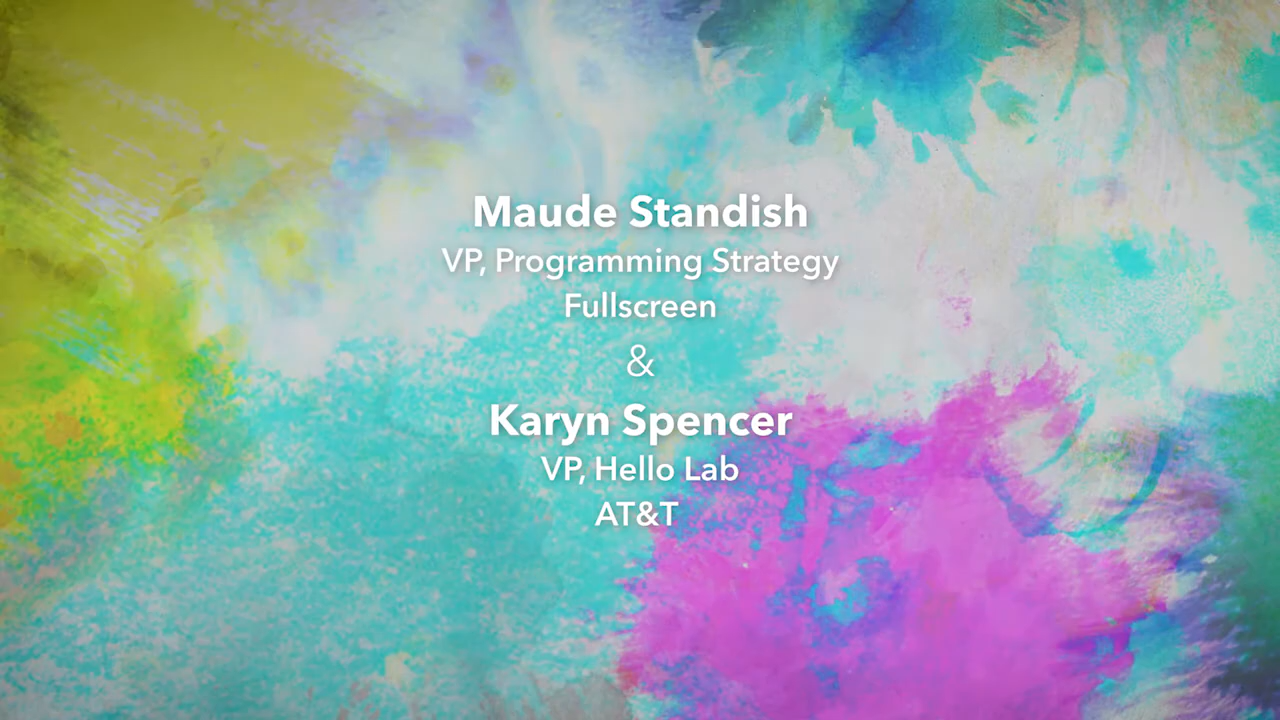 Maude Standish
VP, Programming Strategy
Fullscreen
&
Karyn Spencer
VP, Hello Lab
AT&T